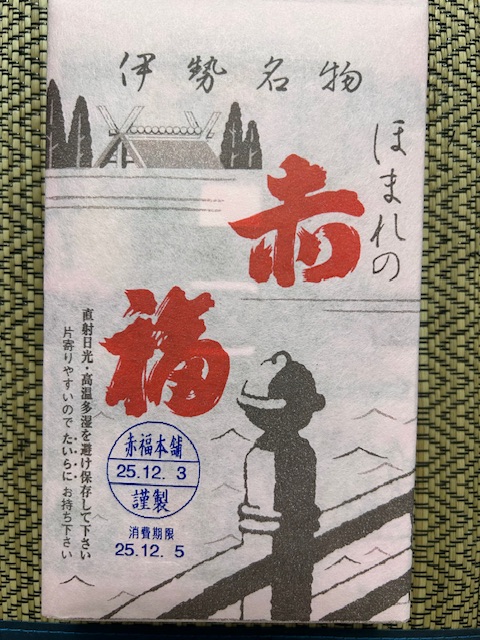 伊勢名物
ほまれの
赤福
直射日光・高温多湿を避け保存して下さい
片寄りやすいので たいらに お持ち下さい
赤福本舗
25.12. 3
謹製
消費期限
25.12. 5